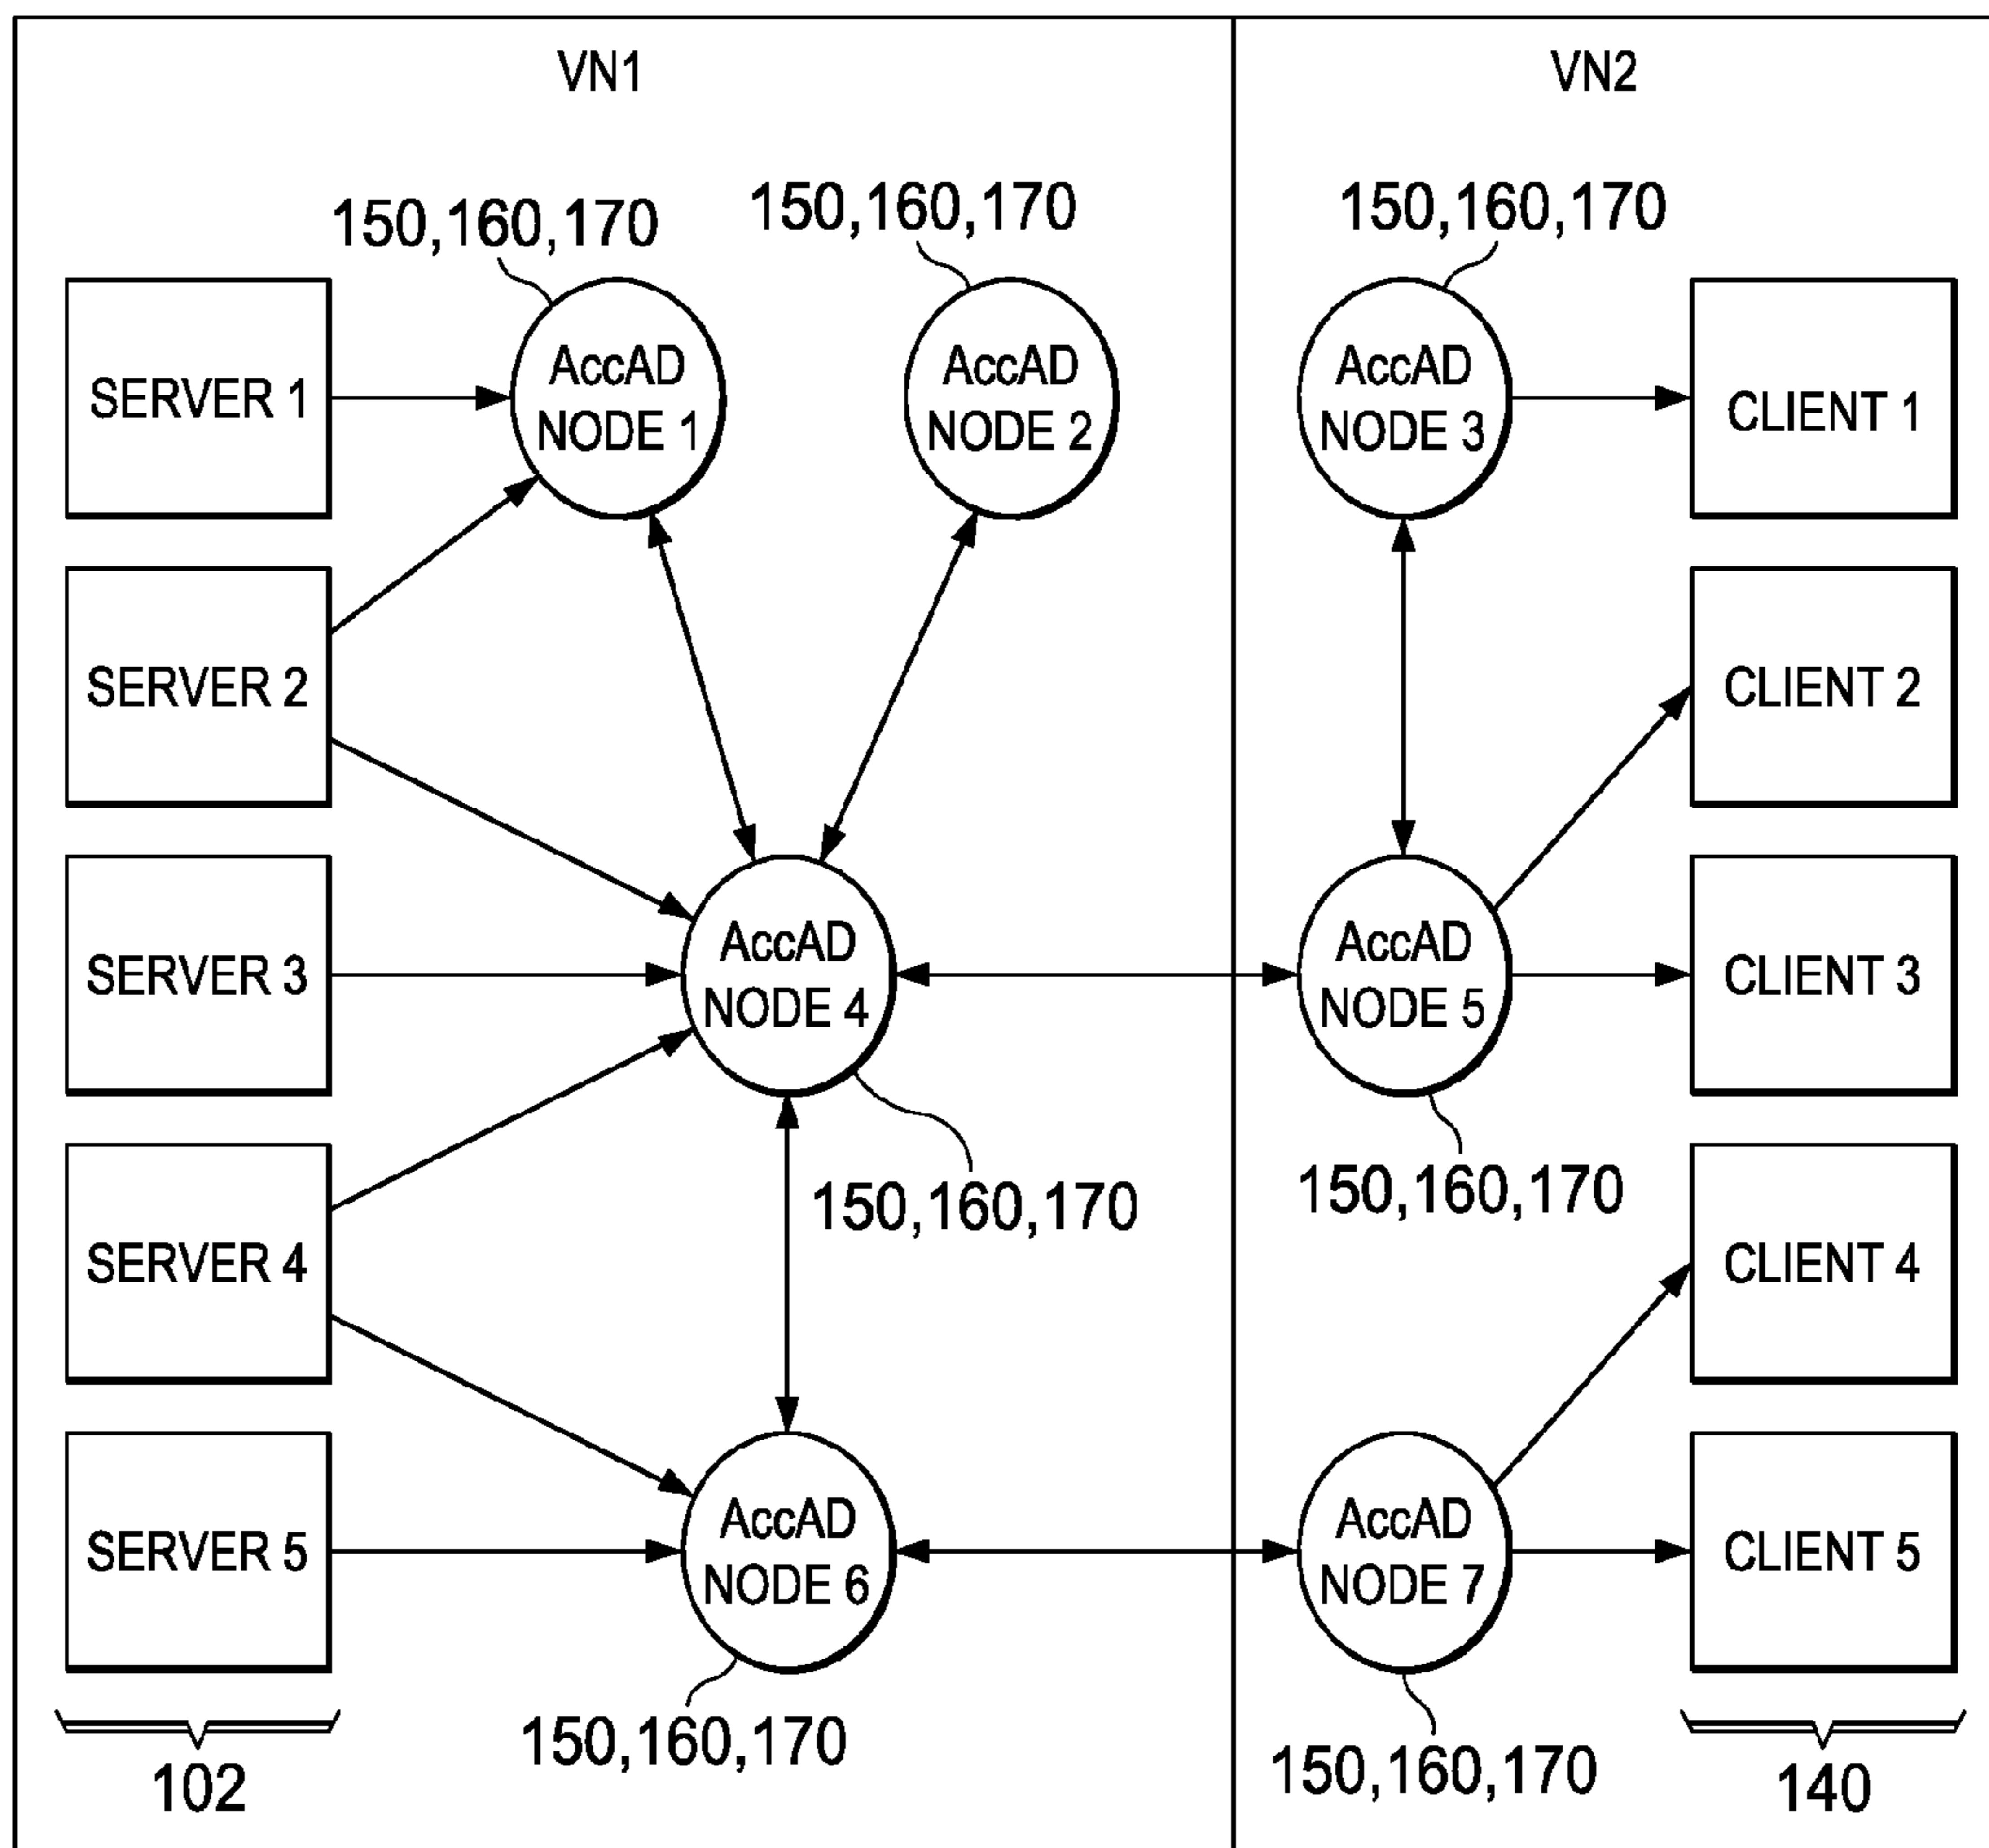 VN1
VN2
150,160,170
150,160,170
150,160,170
SERVER 1
AccAD
NODE 1
AccAD
NODE 2
AccAD
NODE 3
CLIENT 1
SERVER 2
CLIENT 2
SERVER 3
AccAD
NODE 4
AccAD
NODE 5
CLIENT 3
150,160,170
150,160,170
SERVER 4
CLIENT 4
SERVER 5
AccAD
NODE 6
AccAD
NODE 7
CLIENT 5
150,160,170
150,160,170
102
140